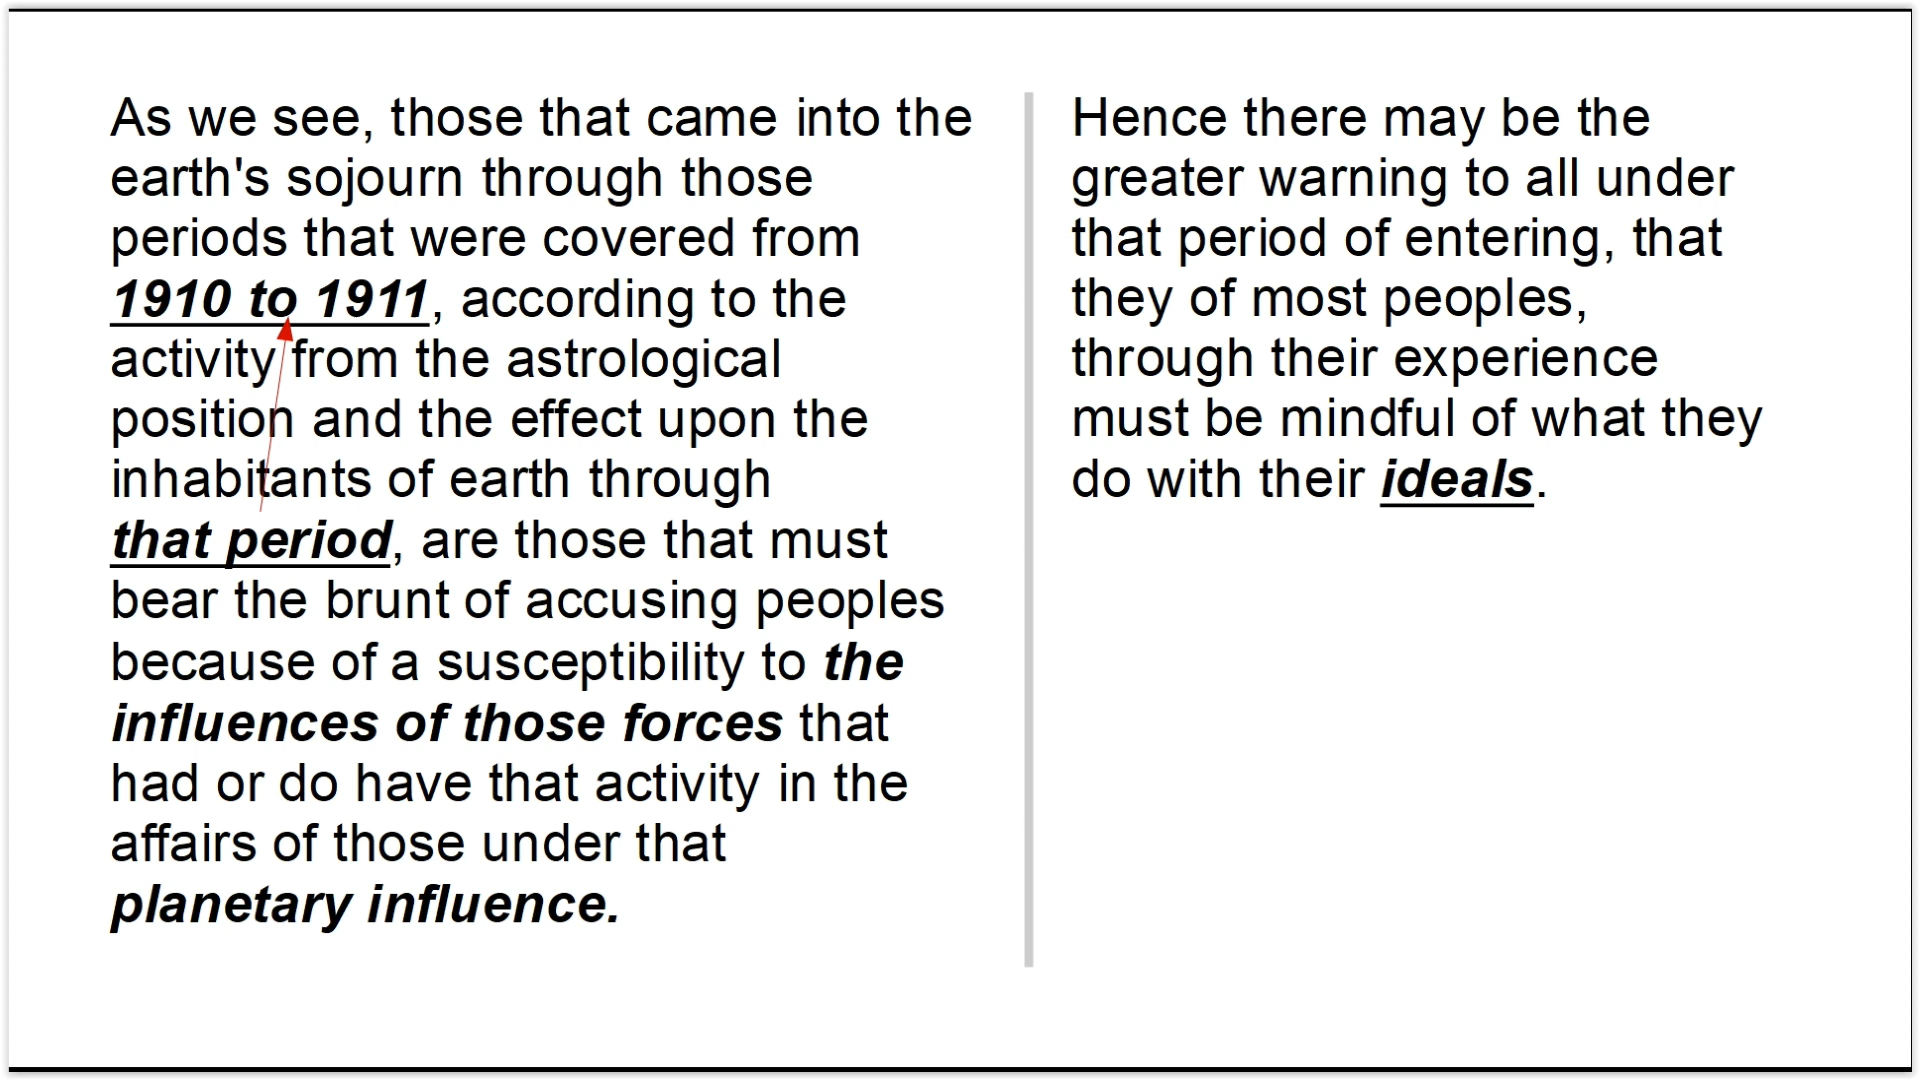 As we see, those that came into the
earth's sojourn through those
periods that were covered from
1910 to 1911, according to the
activity from the astrological
position and the effect upon the
inhabitants of earth through
that period, are those that must
bear the brunt of accusing peoples
because of a susceptibility to the
influences of those forces that
had or do have that activity in the
affairs of those under that
planetary influence.
Hence there may be the
greater warning to all under
that period of entering, that
they of most peoples,
through their experience
must be mindful of what they
do with their ideals.